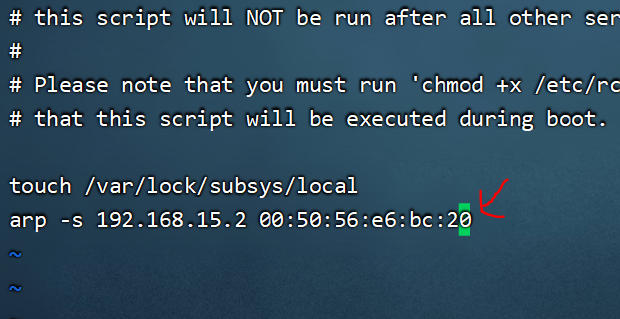 # this script will NOT be run after all other ser
#
# Please note that you must run 'chmod +x /etc/rc
# that this script will be executed during boot.
touch /var/lock/subsys/local
arp -s 192.168.15.2 00:50:56:e6:bc:20
~
~